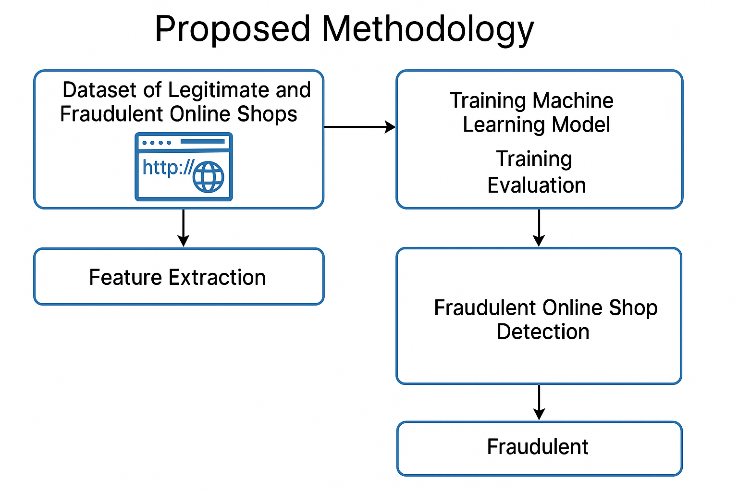 Proposed Methodology
Dataset of Legitimate and
Fraudulent Online Shops
http://
Feature Extraction
Training Machine
Learning Model
Training
Evaluation
Fraudulent Online Shop
Detection
Fraudulent